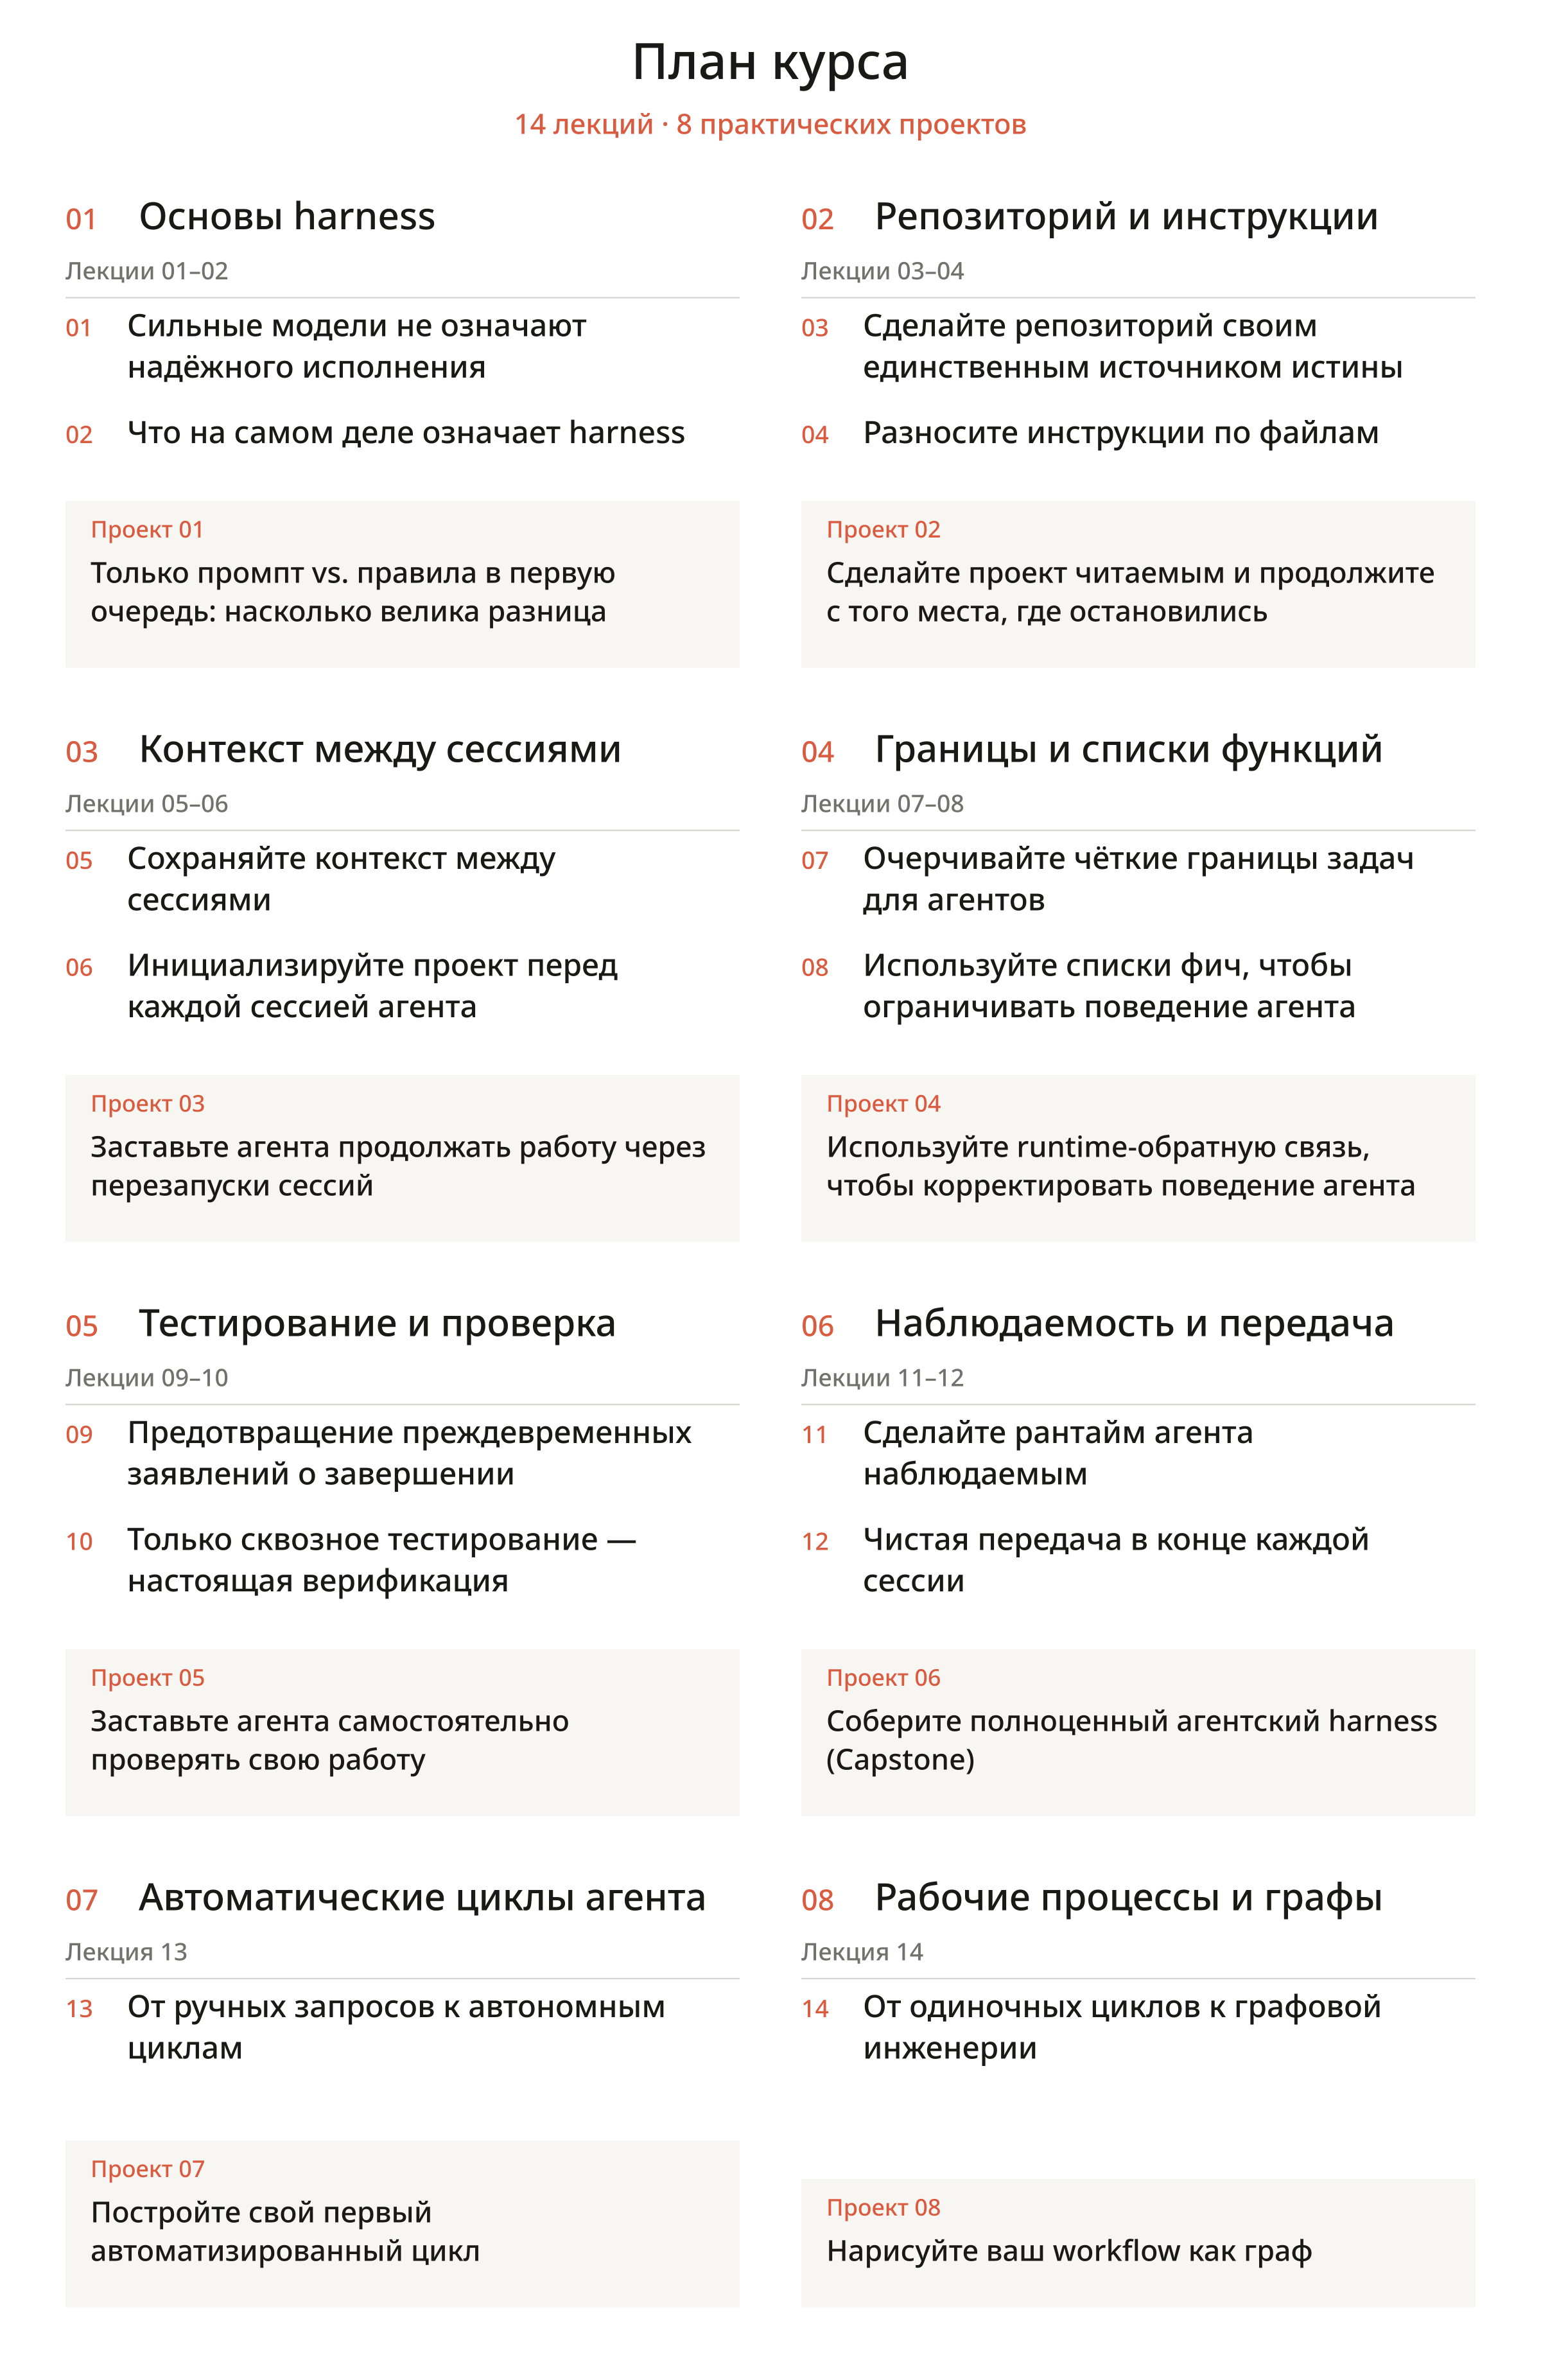 План курса
14 лекций · 8 практических проектов
01 Основы harness
Лекции 01–02
01 Сильные модели не означают
надёжного исполнения
02 Что на самом деле означает harness
Проект 01
Только промпт vs. правила в первую
очередь: насколько велика разница
02 Репозиторий и инструкции
Лекции 03–04
03 Сделайте репозиторий своим
единственным источником истины
04 Разносите инструкции по файлам
Проект 02
Сделайте проект читаемым и продолжите
с того места, где остановились
03 Контекст между сессиями
Лекции 05–06
05 Сохраняйте контекст между
сессиями
06 Инициализируйте проект перед
каждой сессией агента
Проект 03
Заставьте агента продолжать работу через
перезапуски сессий
04 Границы и списки функций
Лекции 07–08
07 Очерчивайте чёткие границы задач
для агентов
08 Используйте списки фич, чтобы
ограничивать поведение агента
Проект 04
Используйте runtime-обратную связь,
чтобы корректировать поведение агента
05 Тестирование и проверка
Лекции 09–10
09 Предотвращение преждевременных
заявлений о завершении
10 Только сквозное тестирование —
настоящая верификация
Проект 05
Заставьте агента самостоятельно
проверять свою работу
06 Наблюдаемость и передача
Лекции 11–12
11 Сделайте рантайм агента
наблюдаемым
12 Чистая передача в конце каждой
сессии
Проект 06
Соберите полноценный агентский harness
(Capstone)
07 Автоматические циклы агента
Лекция 13
13 От ручных запросов к автономным
циклам
Проект 07
Постройте свой первый
автоматизированный цикл
08 Рабочие процессы и графы
Лекция 14
14 От одиночных циклов к графовой
инженерии
Проект 08
Нарисуйте ваш workflow как граф